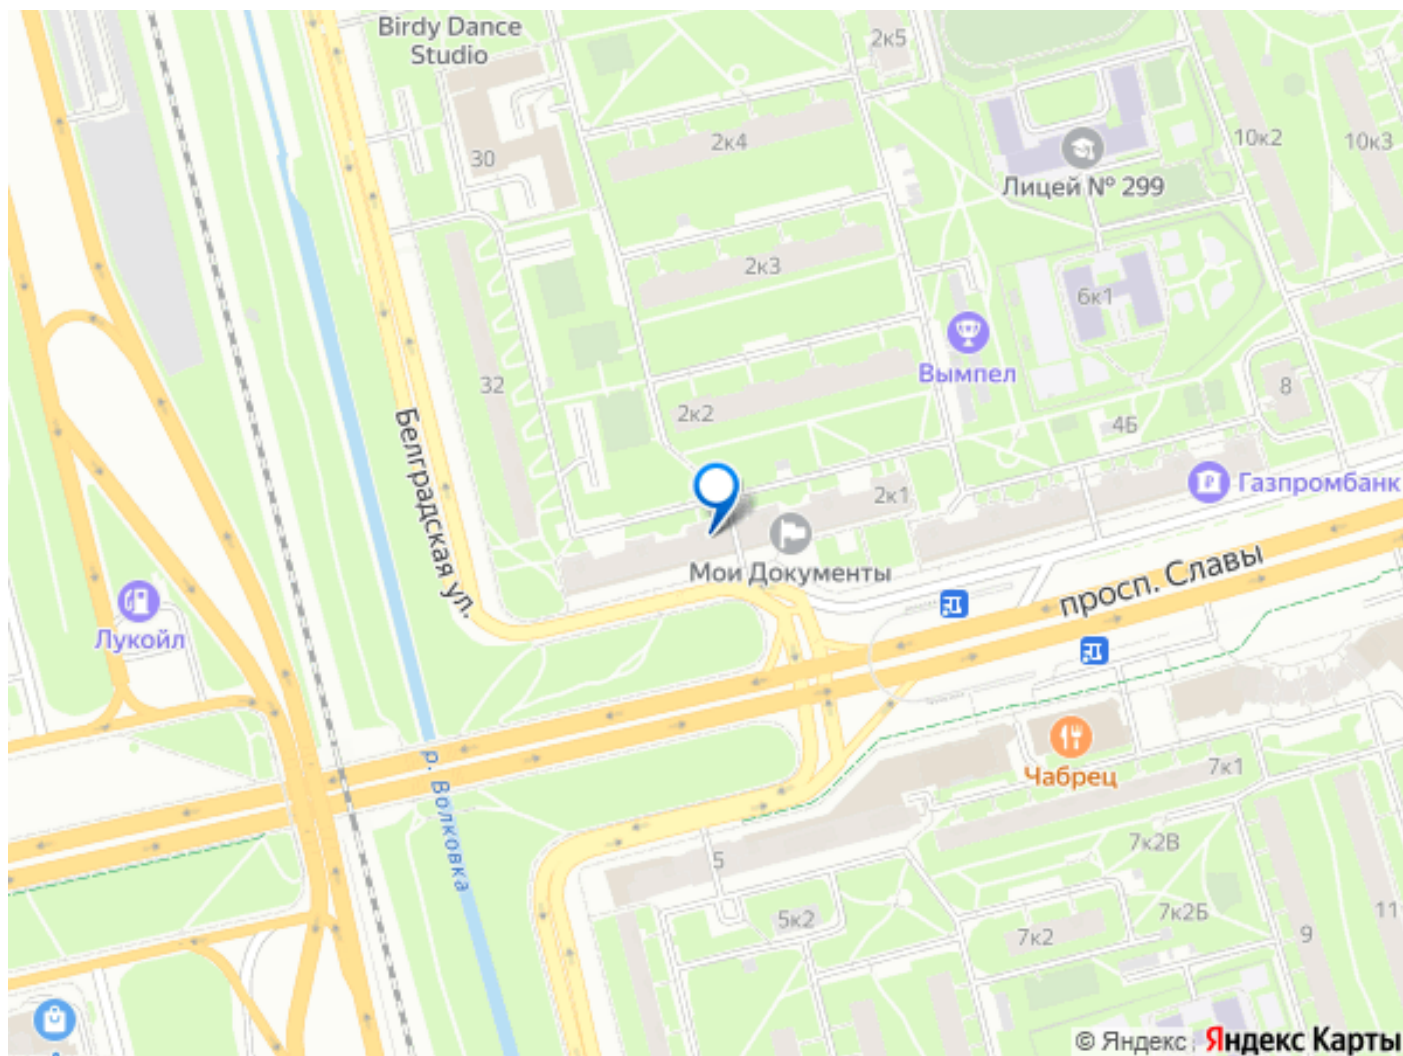 Birdy Dance
Studio
2к5
2к4
30
10к2
10к3
Лицей № 299
2к3
6к1
Вымпел
32
2к2
8
4Б
Белградская ул.
2к1
Газпромбанк
Мои Документы
просп. Славы
Лукойл
р. Волковка
Чабрец
7к1
5
7к2В
5к2
7к2Б
7к2
9
11
© Яндекс Яндекс Карты